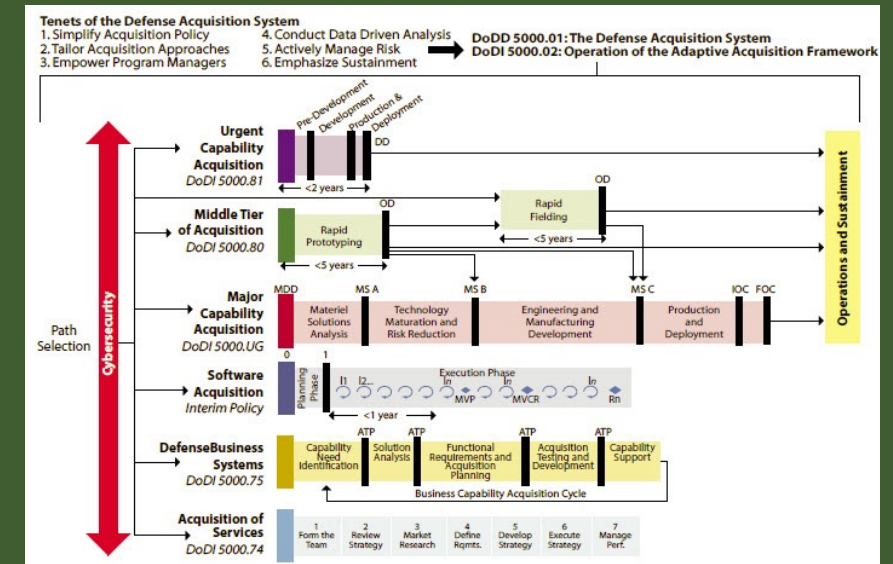 Tenets of the Defense Acquisition System
1. Simplify Acquisition Policy
2. Tailor Acquisition Approaches
3. Empower Program Managers
4. Conduct Data Driven Analysis
5. Actively Manage Risk
6. Emphasize Sustainment
DoDD 5000.01: The Defense Acquisition System
DoDI 5000.02: Operation of the Adaptive Acquisition Framework
Path
Selection
Cybersecurity
Urgent
Capability
Acquisition
DoDI 5000.81
Pre-Development
Development
Production &
Deployment
DD
<2 years
Middle Tier
of Acquisition
DoDI 5000.80
Rapid
Prototyping
OD
<5 years
Rapid
Fielding
OD
<5 years
Major
Capability
Acquisition
DoDI 5000.UG
MDD
Materiel
Solutions
Analysis
MS A
Technology
Maturation and
Risk Reduction
MS B
Engineering and
Manufacturing
Development
MS C
Production
and
Deployment
IOC
FOC
Software
Acquisition
Interim Policy
0
1
Planning
Phase
Execution Phase
I1
I2...
In
MVP
In
MVCR
In
Rn
<1 year
DefenseBusiness
Systems
DoDI 5000.75
Capability
Need
Identification
ATP
Solution
Analysis
ATP
Functional
Requirements and
Acquisition
Planning
ATP
Acquisition
Testing and
Development
ATP
Capability
Support
Business Capability Acquisition Cycle
Acquisition of
Services
DoDI 5000.74
1
Form the
Team
2
Review
Strategy
3
Market
Research
4
Define
Rqmts.
5
Develop
Strategy
6
Execute
Strategy
7
Manage
Perf.
Operations and Sustainment